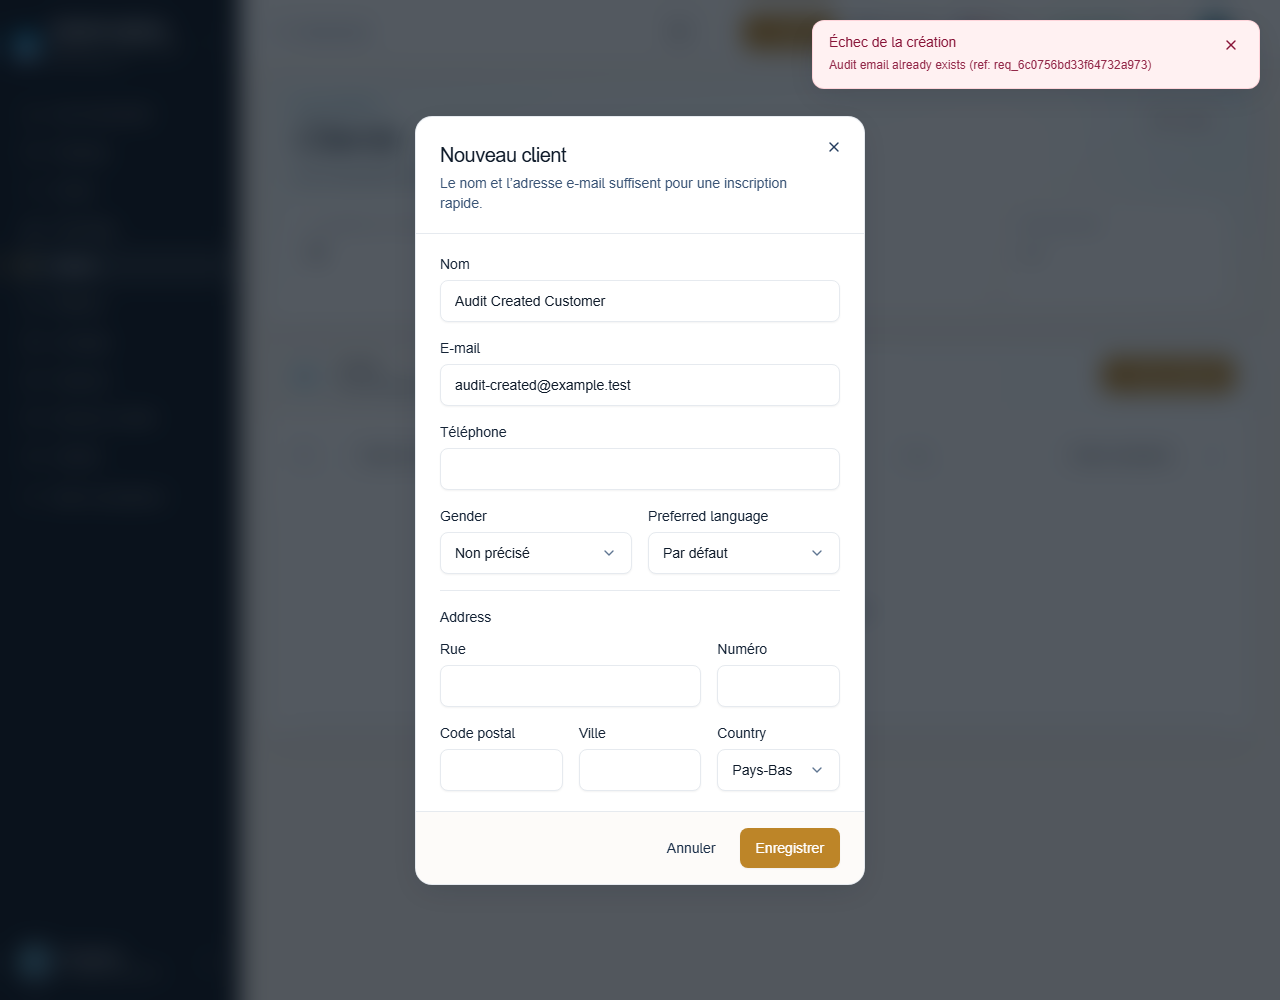 Échec de la création
Audit email already exists (ref: req_6c0756bd33f64732a973)
Nouveau client
Le nom et l’adresse e-mail suffisent pour une inscription
rapide.
Nom
Audit Created Customer
E-mail
audit-created@example.test
Téléphone
Gender
Preferred language
Non précisé
Par défaut
Address
Rue
Numéro
Code postal
Ville
Country
Pays-Bas
Annuler
Enregistrer